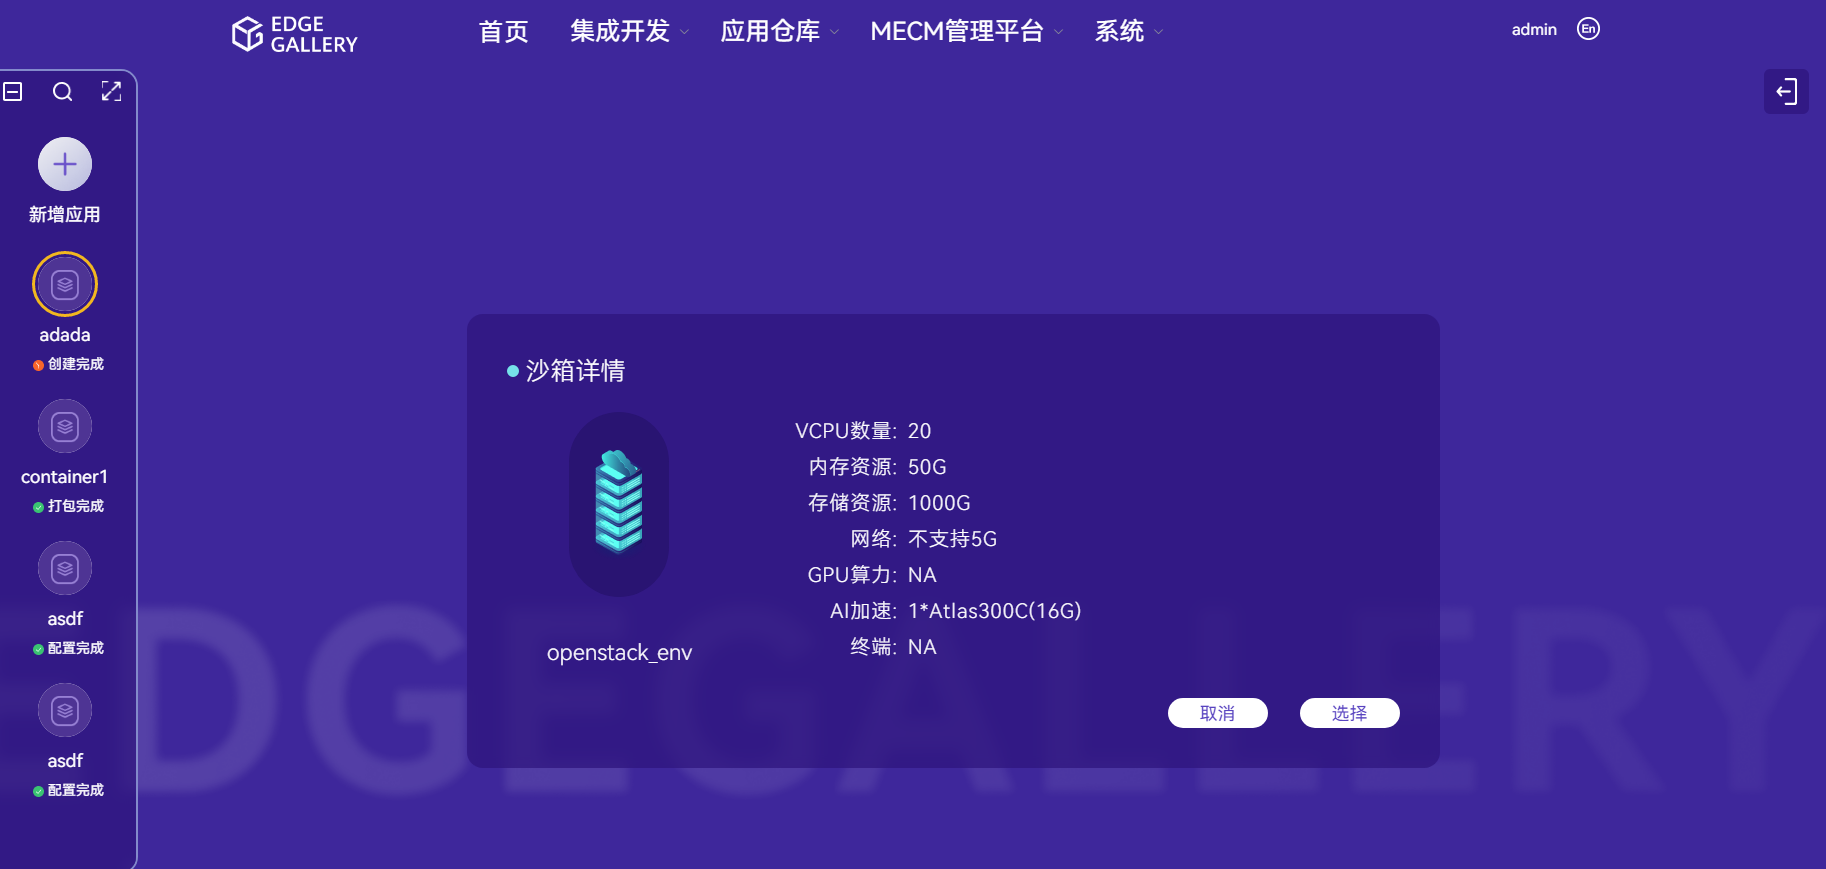 EDGE
GALLERY
首页 集成开发 应用仓库 MECM管理平台 系统
admin En
新增应用
adada
创建完成
container1
打包完成
asdf
配置完成
asdf
配置完成
沙箱详情
VCPU数量: 20
内存资源: 50G
存储资源: 1000G
网络: 不支持5G
GPU算力: NA
AI加速: 1*Atlas300C(16G)
终端: NA
openstack_env
取消 选择
EDGEGALLERY